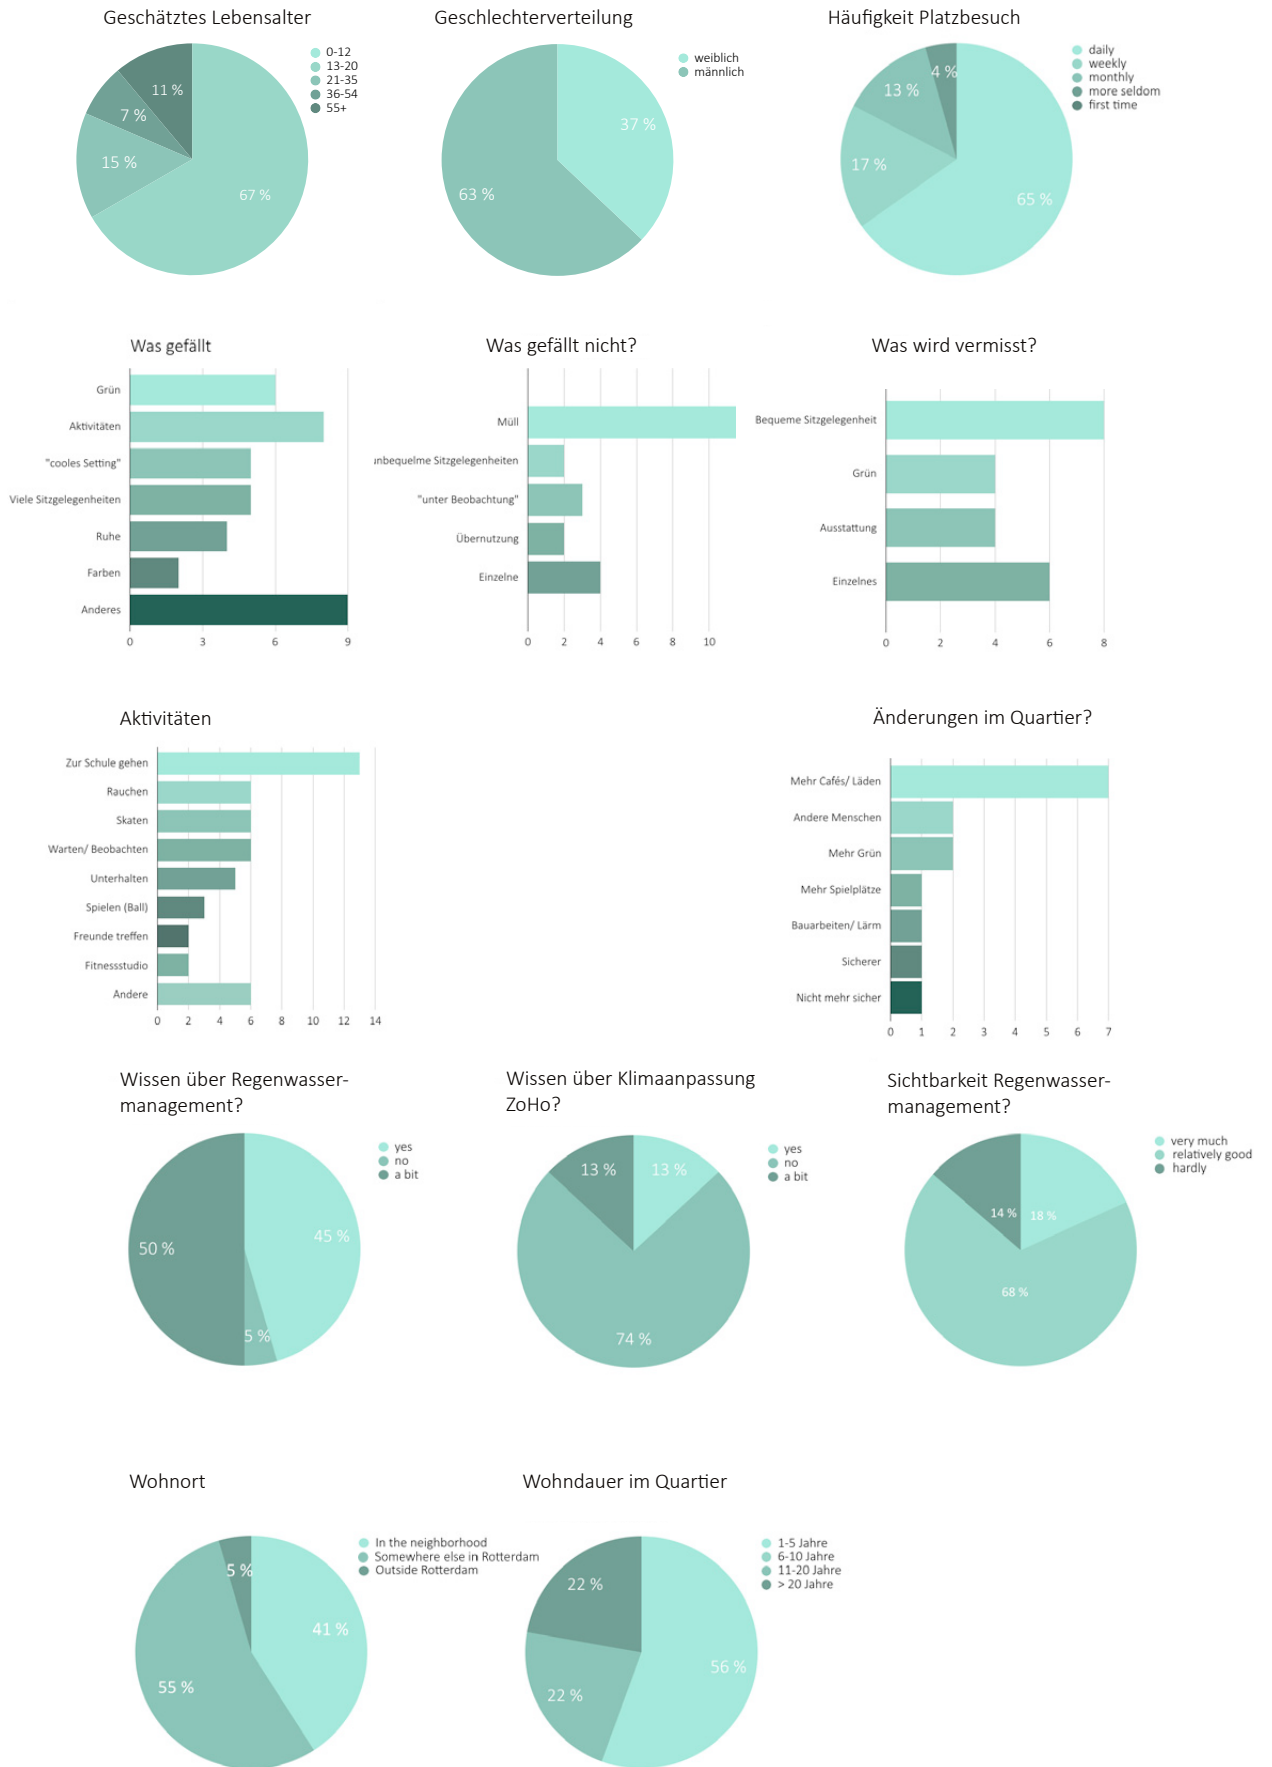 Geschätztes Lebensalter
0-12
13-20
21-35
36-54
55+
11 %
7 %
15 %
67 %
Geschlechterverteilung
weiblich
männlich
37 %
63 %
Häufigkeit Platzbesuch
daily
weekly
monthly
more seldom
first time
4 %
13 %
17 %
65 %
Was gefällt
Grün
Aktivitäten
"cooles Setting"
Viele Sitzgelegenheiten
Ruhe
Farben
Anderes
0 3 6 9
Was gefällt nicht?
Müll
nbequelme Sitzgelegenheiten
"unter Beobachtung"
Übernutzung
Einzelne
0 2 4 6 8 10
Was wird vermisst?
Bequeme Sitzgelegenheit
Grün
Ausstattung
Einzelnes
0 2 4 6 8
Aktivitäten
Zur Schule gehen
Rauchen
Skaten
Warten/ Beobachten
Unterhalten
Spielen (Ball)
Freunde treffen
Fitnessstudio
Andere
0 2 4 6 8 10 12 14
Änderungen im Quartier?
Mehr Cafés/ Läden
Andere Menschen
Mehr Grün
Mehr Spielplätze
Bauarbeiten/ Lärm
Sicherer
Nicht mehr sicher
0 1 2 3 4 5 6 7
Wissen über Regenwasser-
management?
yes
no
a bit
45 %
50 %
5 %
Wissen über Klimaanpassung
ZoHo?
yes
no
a bit
13 %
13 %
74 %
Sichtbarkeit Regenwasser-
management?
very much
relatively good
hardly
14 %
18 %
68 %
Wohnort
In the neighborhood
Somewhere else in Rotterdam
Outside Rotterdam
5 %
41 %
55 %
Wohndauer im Quartier
1-5 Jahre
6-10 Jahre
11-20 Jahre
> 20 Jahre
22 %
56 %
22 %